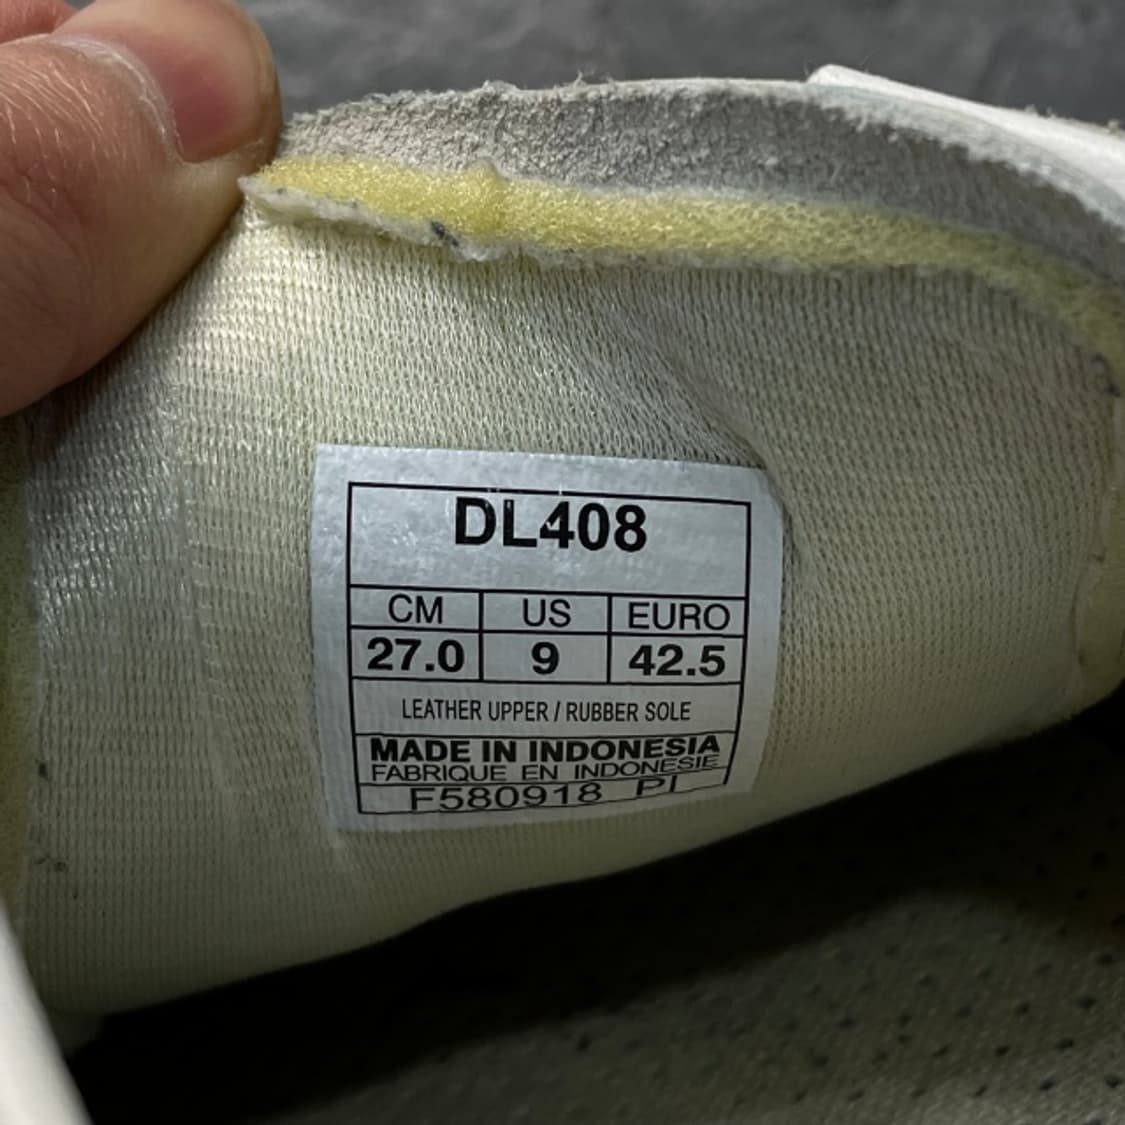 DL408
CM US EURO
27.0 9 42.5
LEATHER UPPER / RUBBER SOLE
MADE IN INDONESIA
FABRIQUE EN INDONESIE
F580918 PI